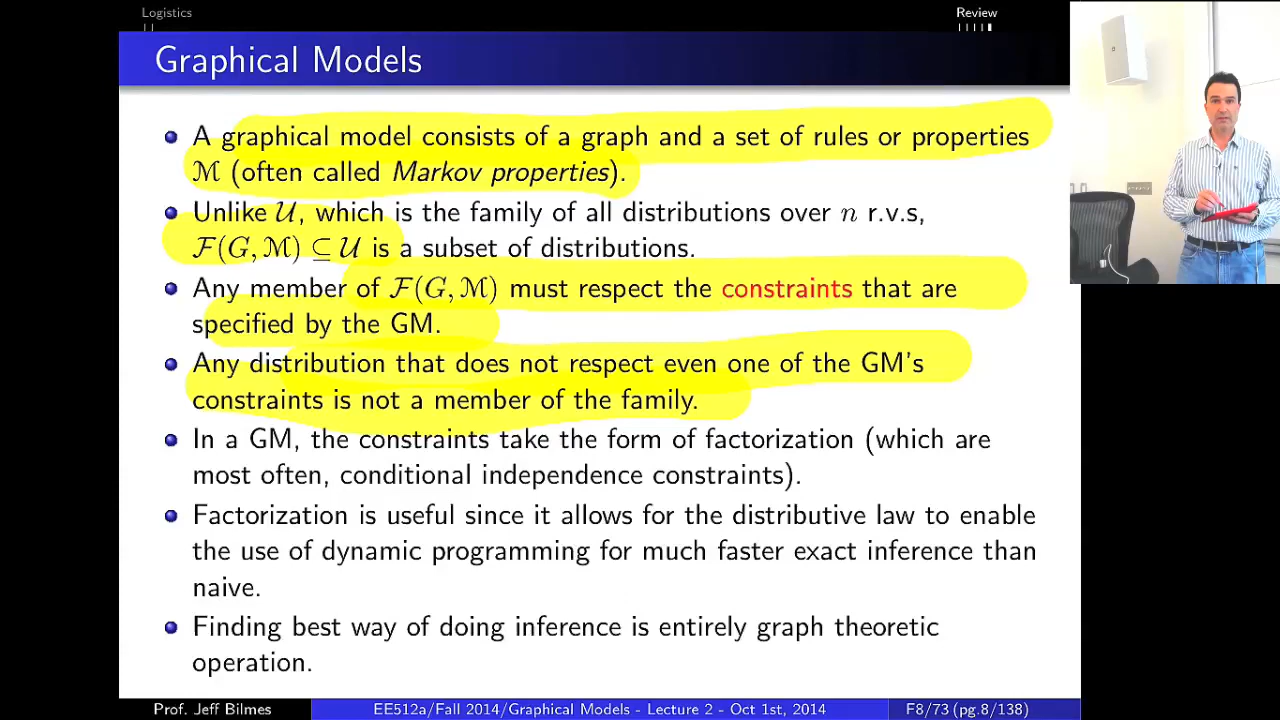 Logistics
Review
Graphical Models
A graphical model consists of a graph and a set of rules or properties
ℳ (often called Markov properties).
Unlike 𝒰, which is the family of all distributions over n r.v.s,
ℱ(G, ℳ) ⊆ 𝒰 is a subset of distributions.
Any member of ℱ(G, ℳ) must respect the constraints that are
specified by the GM.
Any distribution that does not respect even one of the GM's
constraints is not a member of the family.
In a GM, the constraints take the form of factorization (which are
most often, conditional independence constraints).
Factorization is useful since it allows for the distributive law to enable
the use of dynamic programming for much faster exact inference than
naive.
Finding best way of doing inference is entirely graph theoretic
operation.
Prof. Jeff Bilmes
EE512a/Fall 2014/Graphical Models - Lecture 2 - Oct 1st, 2014
F8/73 (pg.8/138)